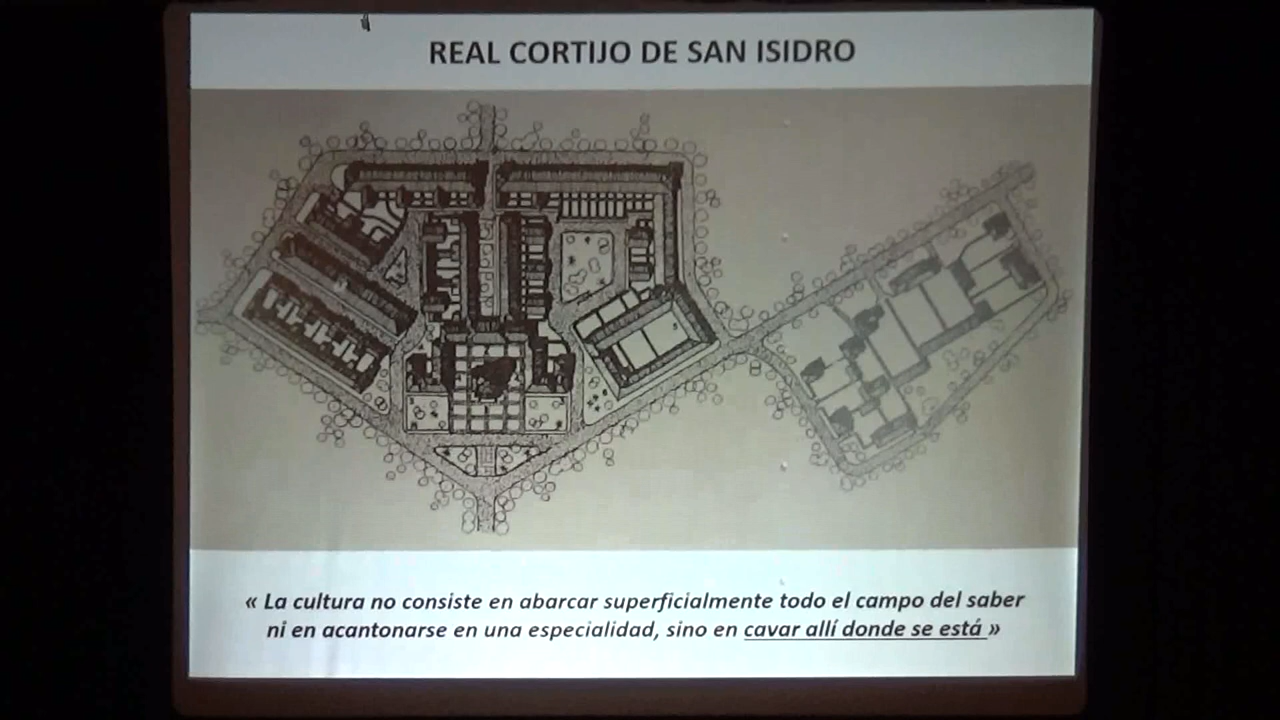 REAL CORTIJO DE SAN ISIDRO
« La cultura no consiste en abarcar superficialmente todo el campo del saber
ni en acantonarse en una especialidad, sino en cavar allí donde se está »